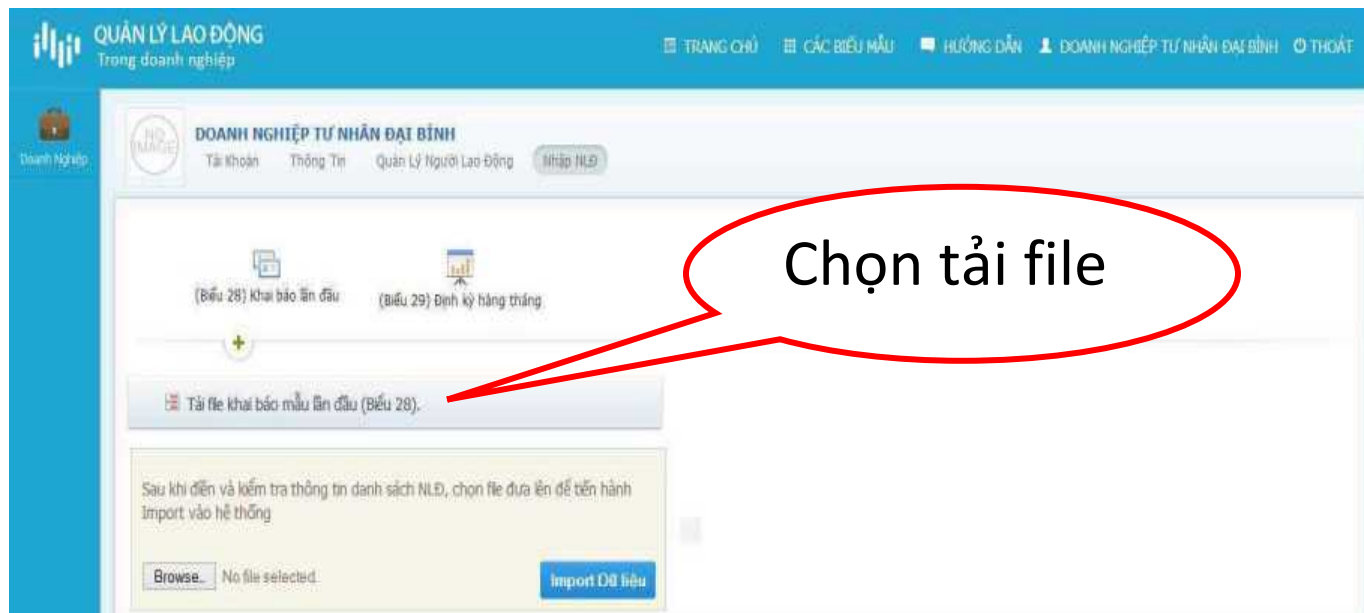 QUẢN LÝ LAO ĐỘNG
Trong doanh nghiệp
TRANG CHỦ CÁC BIỂU MẪU HƯỚNG DẪN DOANH NGHIỆP TƯ NHÂN ĐẠI BÌNH THOÁT
Doanh Nghiệp
NO IMAGE
DOANH NGHIỆP TƯ NHÂN ĐẠI BÌNH
Tài Khoản Thông Tin Quản Lý Người Lao Động Nhập NLĐ
Chọn tải file
(Biểu 28) Khai báo lần đầu (Biểu 29) Định kỳ hàng tháng
Tải file khai báo mẫu lần đầu (Biểu 28).
Sau khi điền và kiểm tra thông tin danh sách NLĐ, chọn file đưa lên để tiến hành
Import vào hệ thống
Browse_ No file selected. Import Dữ liệu